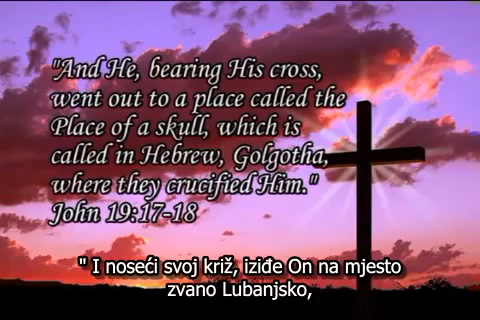 "And He, bearing His cross,
went out to a place called the
Place of a skull, which is
called in Hebrew, Golgotha,
where they crucified Him."
John 19:17-18
" I noseći svoj križ, iziđe On na mjesto
zvano Lubanjsko,